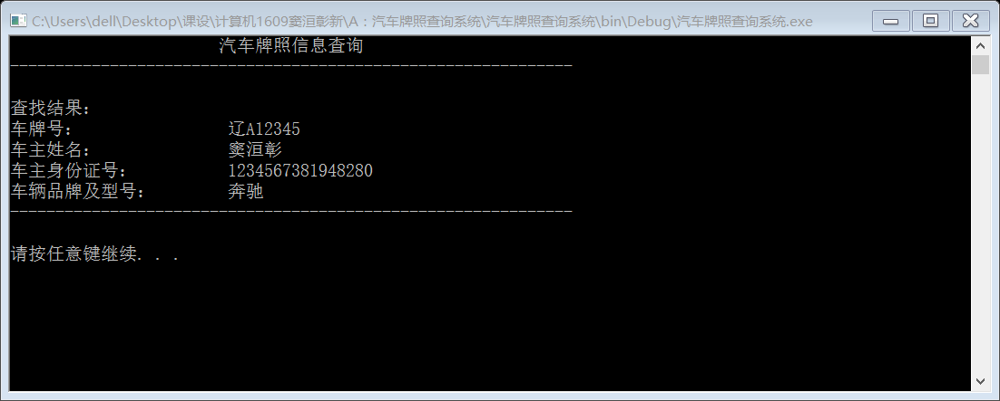 C:\Users\dell\Desktop\课设\计算机1609窦洹彰新\A：汽车牌照查询系统\汽车牌照查询系统\bin\Debug\汽车牌照查询系统.exe
汽车牌照信息查询
--------------------------------------------------------------
查找结果：
车牌号： 辽A12345
车主姓名： 窦洹彰
车主身份证号： 1234567381948280
车辆品牌及型号： 奔驰
--------------------------------------------------------------
请按任意键继续. . .